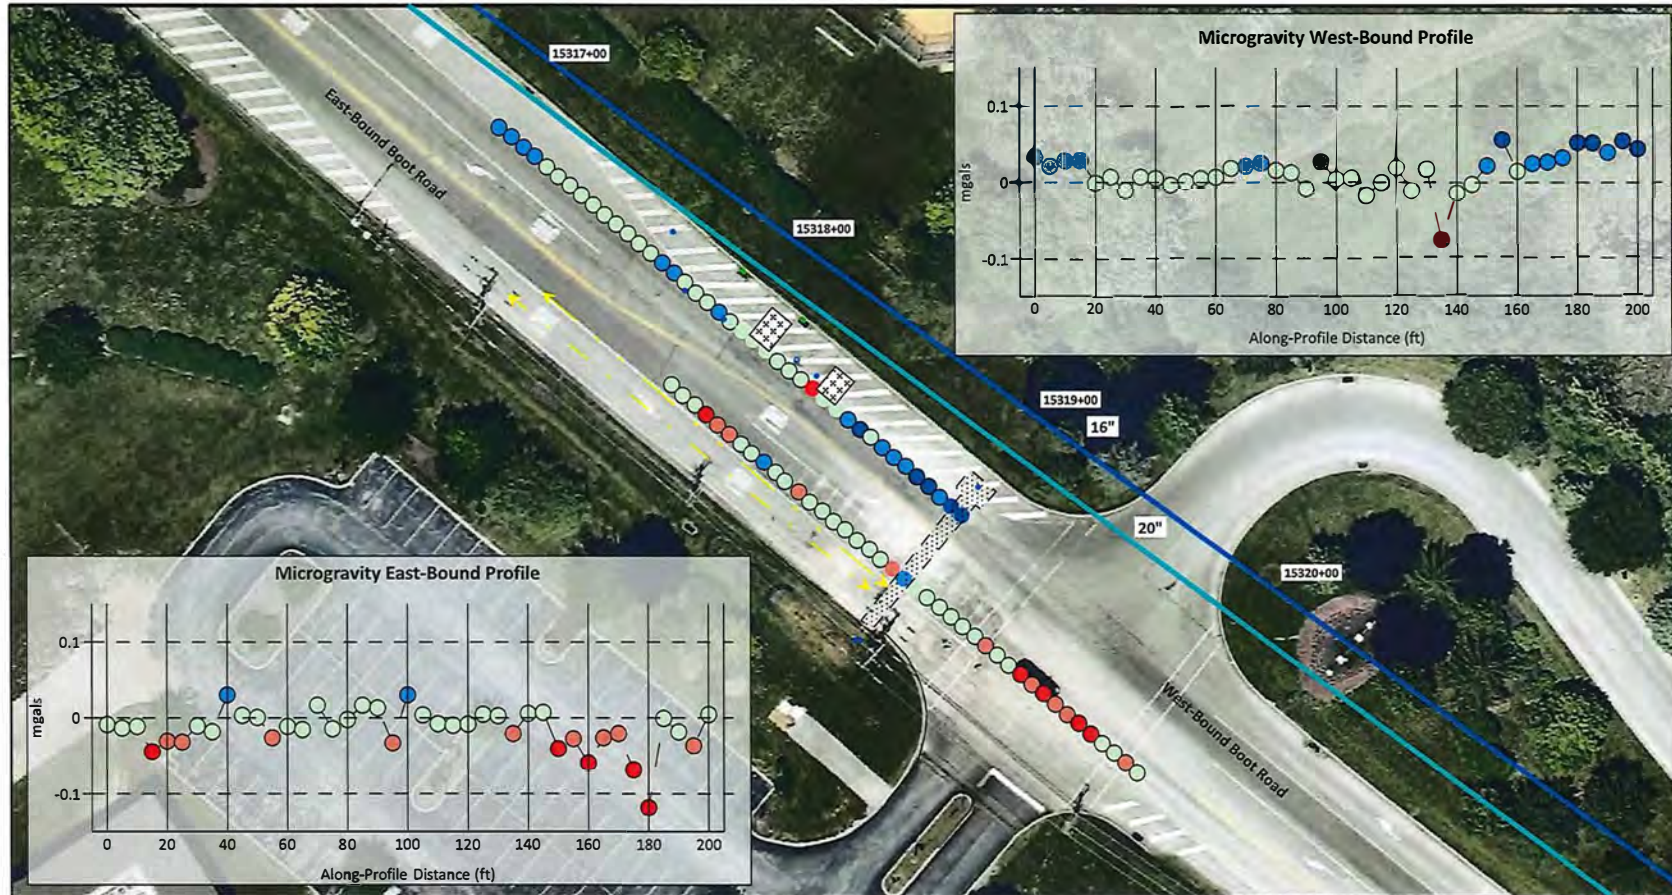 15317+00
East-Bound Boot Road
15318+00
Microgravity West-Bound Profile
0.1
0
-0.1
mgals
0 20 40 60 80 100 120 140 160 180 200
Along-Profile Distance (ft)
15319+00
16"
20"
15320+00
West-Bound Boot Road
Microgravity East-Bound Profile
0.1
0
-0.1
mgals
0 20 40 60 80 100 120 140 160 180 200
Along-Profile Distance (ft)